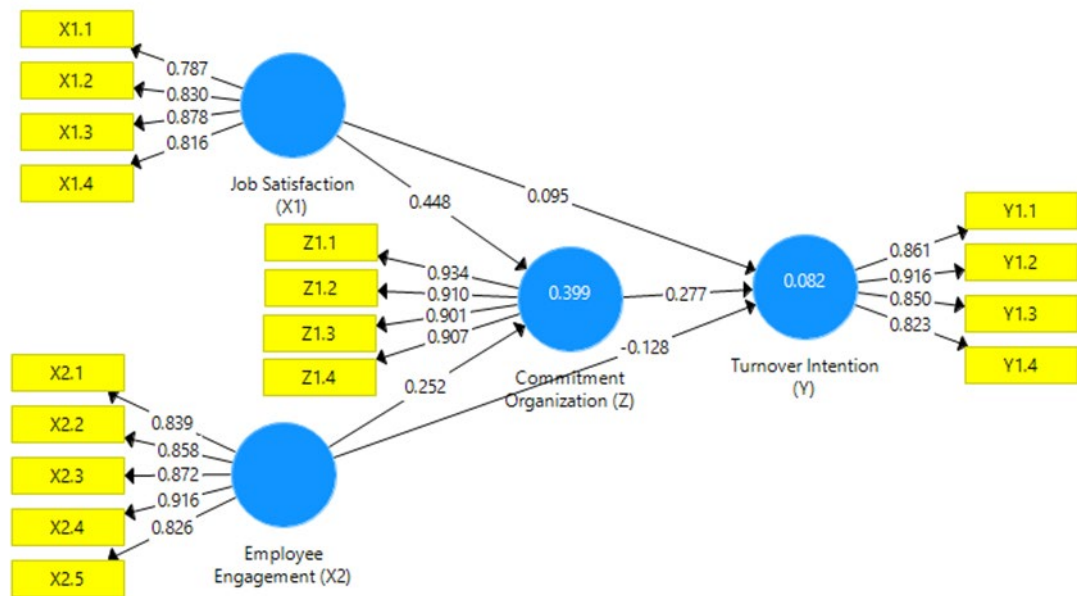 X1.1
X1.2
X1.3
X1.4
0.787
0.830
0.878
0.816
Job Satisfaction
(X1)
0.448
0.095
Z1.1
Z1.2
Z1.3
Z1.4
0.934
0.910
0.901
0.907
0.399
Commitment
Organization (Z)
0.277
-0.128
0.252
0.082
Turnover Intention
(Y)
0.861
0.916
0.850
0.823
Y1.1
Y1.2
Y1.3
Y1.4
X2.1
X2.2
X2.3
X2.4
X2.5
0.839
0.858
0.872
0.916
0.826
Employee
Engagement (X2)